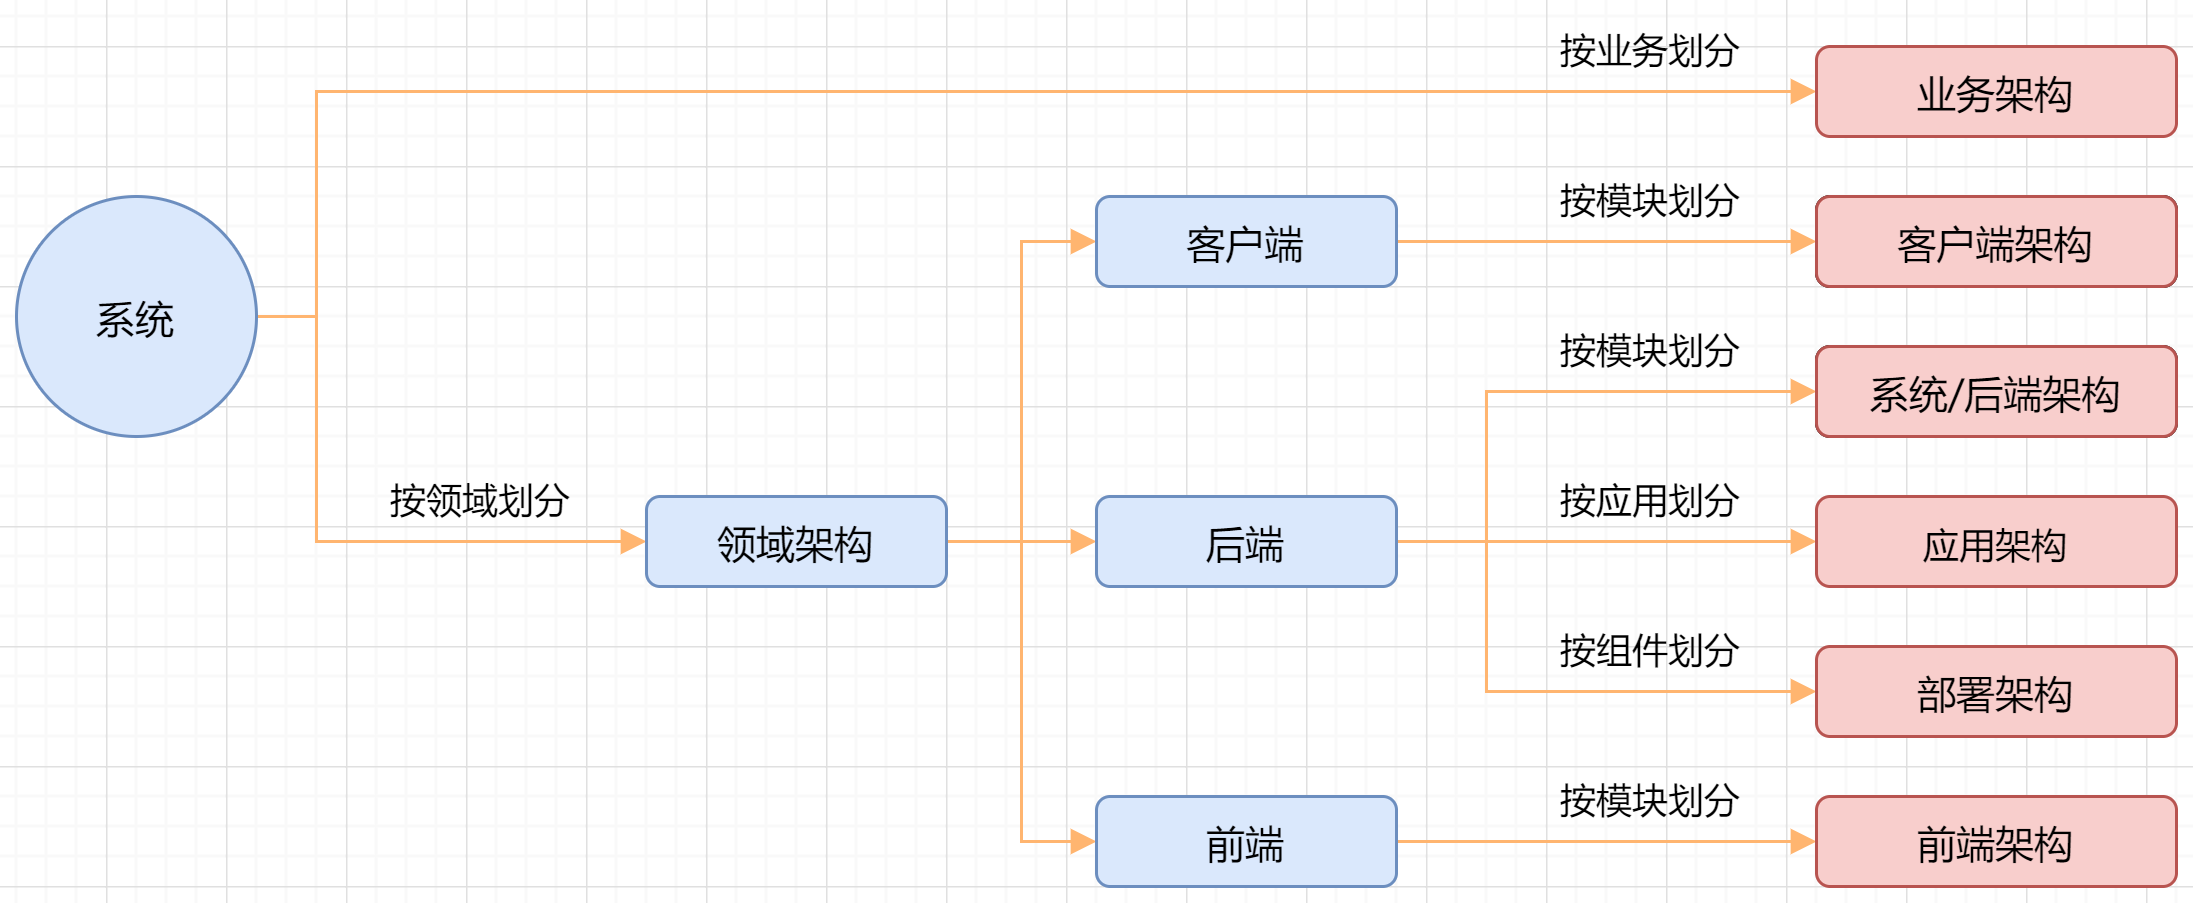 按业务划分
业务架构
按模块划分
客户端
客户端架构
系统
按模块划分
系统/后端架构
按领域划分
按应用划分
领域架构
后端
应用架构
按组件划分
部署架构
按模块划分
前端
前端架构